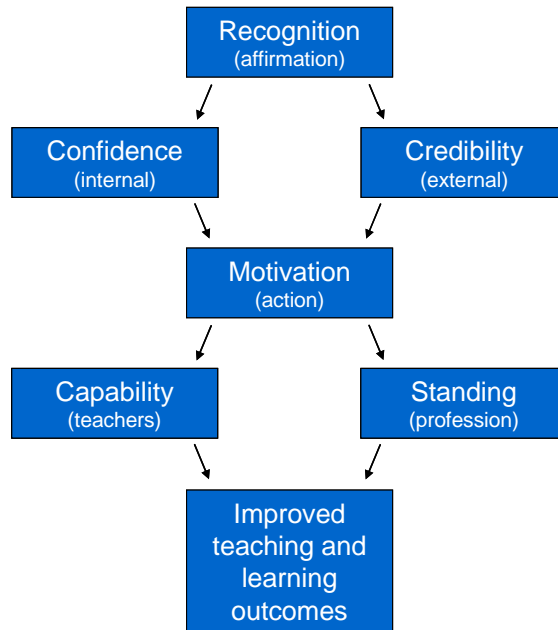 Recognition
(affirmation)
Confidence
(internal)
Credibility
(external)
Motivation
(action)
Capability
(teachers)
Standing
(profession)
Improved
teaching and
learning
outcomes